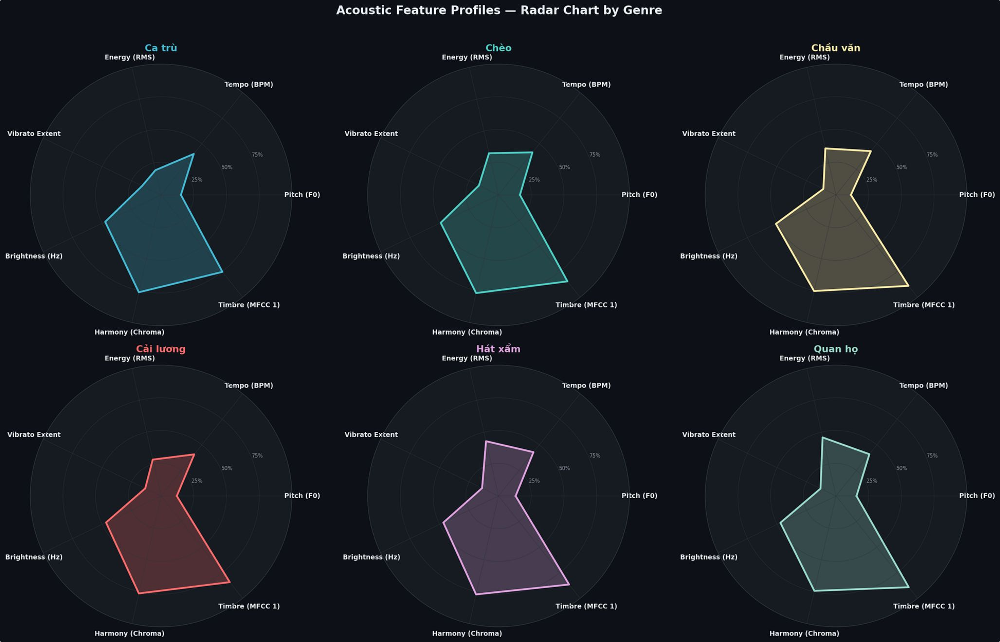 Acoustic Feature Profiles — Radar Chart by Genre
Ca trù
Energy (RMS)
Tempo (BPM)
Vibrato Extent
75%
50%
25%
Pitch (F0)
Brightness (Hz)
Timbre (MFCC 1)
Harmony (Chroma)
Chèo
Energy (RMS)
Tempo (BPM)
Vibrato Extent
75%
50%
25%
Pitch (F0)
Brightness (Hz)
Timbre (MFCC 1)
Harmony (Chroma)
Chầu văn
Energy (RMS)
Tempo (BPM)
Vibrato Extent
75%
50%
25%
Pitch (F0)
Brightness (Hz)
Timbre (MFCC 1)
Harmony (Chroma)
Cải lương
Energy (RMS)
Tempo (BPM)
Vibrato Extent
75%
50%
25%
Pitch (F0)
Brightness (Hz)
Timbre (MFCC 1)
Harmony (Chroma)
Hát xẩm
Energy (RMS)
Tempo (BPM)
Vibrato Extent
75%
50%
25%
Pitch (F0)
Brightness (Hz)
Timbre (MFCC 1)
Harmony (Chroma)
Quan họ
Energy (RMS)
Tempo (BPM)
Vibrato Extent
75%
50%
25%
Pitch (F0)
Brightness (Hz)
Timbre (MFCC 1)
Harmony (Chroma)